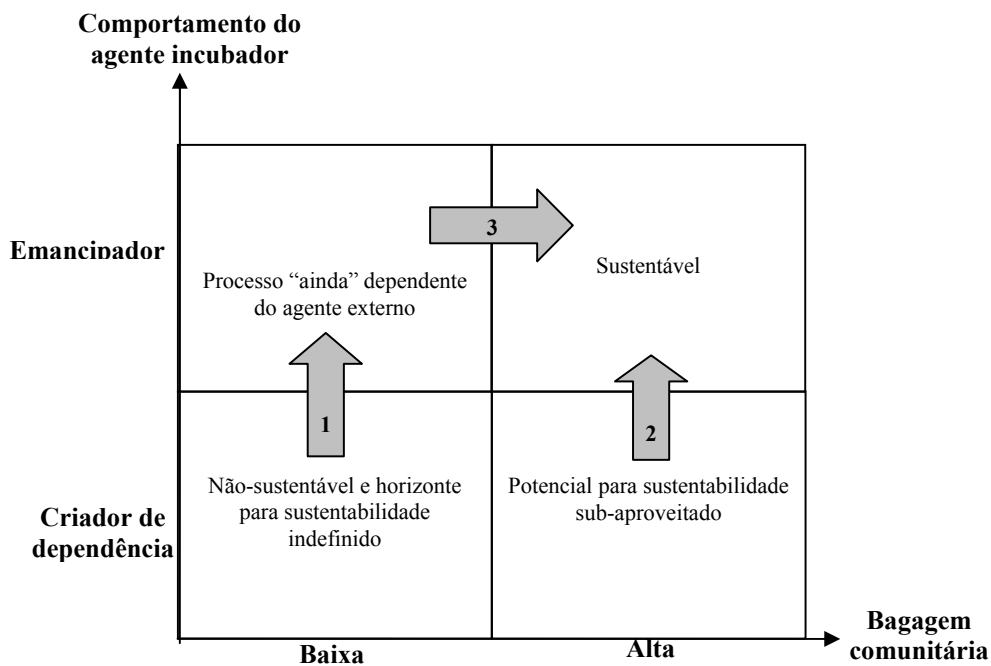 Comportamento do
agente incubador
3
Emancipador
Processo “ainda” dependente
do agente externo
Sustentável
1
2
Não-sustentável e horizonte
para sustentabilidade
indefinido
Potencial para sustentabilidade
sub-aproveitado
Criador de
dependência
Baixa
Alta
Bagagem
comunitária